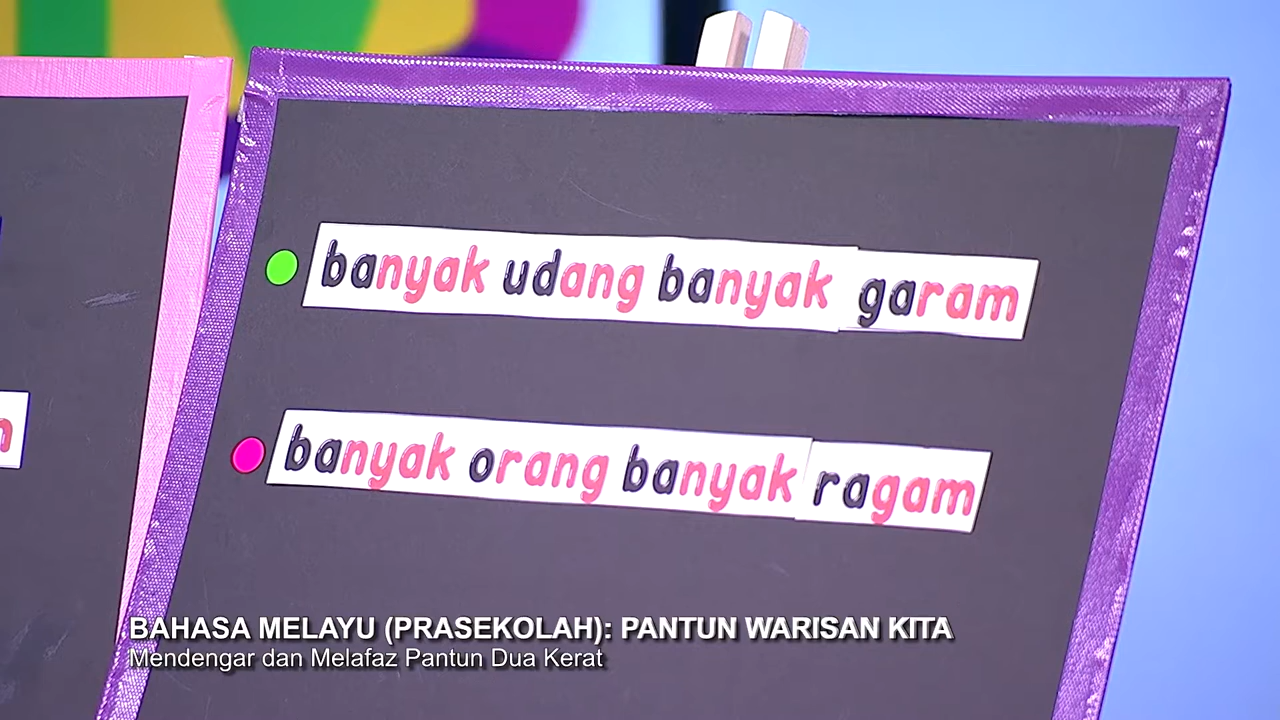 banyak udang banyak garam
banyak orang banyak ragam
BAHASA MELAYU (PRASEKOLAH): PANTUN WARISAN KITA
Mendengar dan Melafaz Pantun Dua Kerat